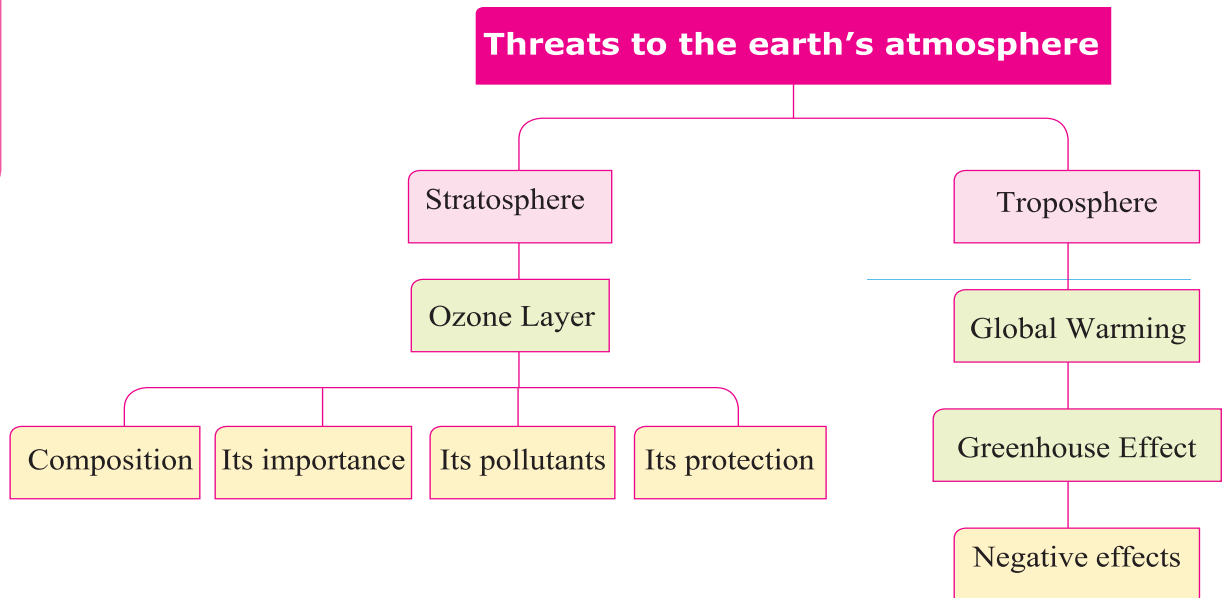 Threats to the earth’s atmosphere
Stratosphere
Troposphere
Ozone Layer
Global Warming
Composition
Its importance
Its pollutants
Its protection
Greenhouse Effect
Negative effects